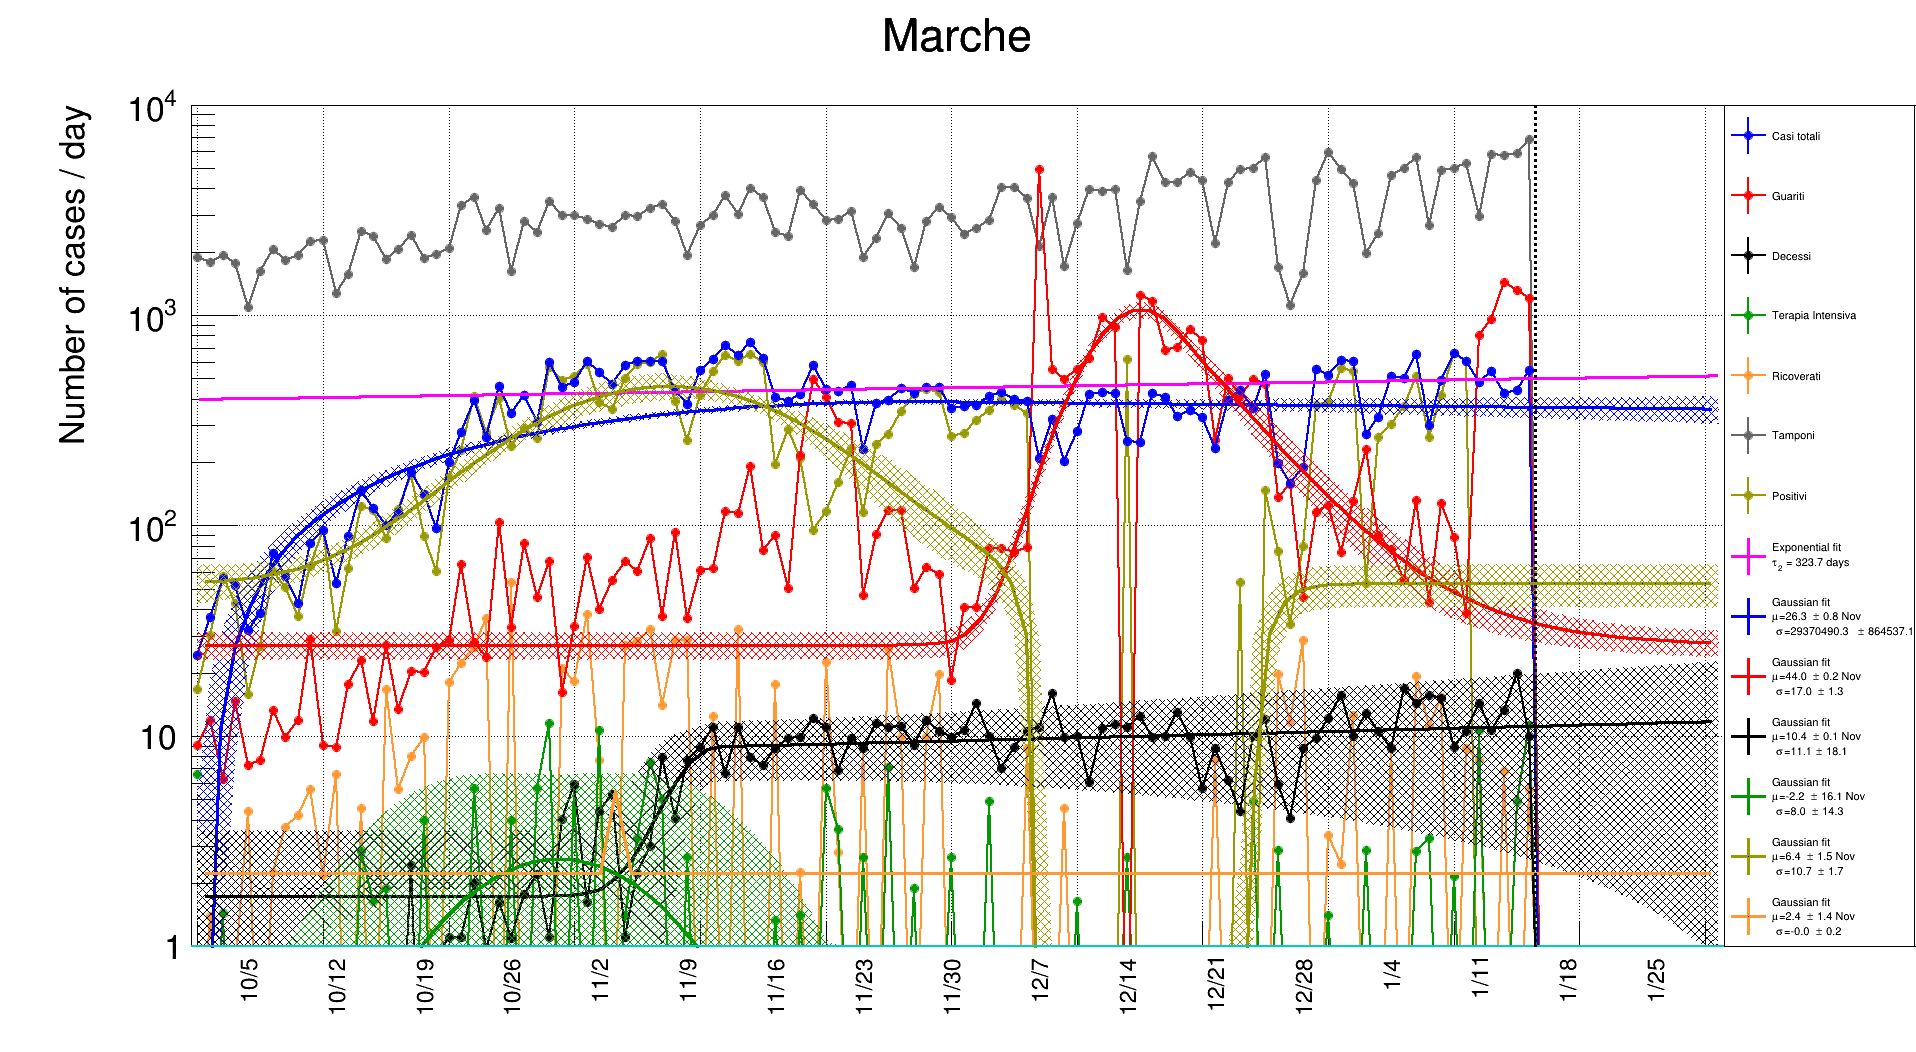 Marche
Number of cases / day
10^4
10^3
10^2
10
1
10/5
10/12
10/19
10/26
11/2
11/9
11/16
11/23
11/30
12/7
12/14
12/21
12/28
1/4
1/11
1/18
1/25
Casi totali
Guariti
Decessi
Terapia Intensiva
Ricoverati
Tamponi
Positivi
Exponential fit
τ_2 = 323.7 days
Gaussian fit
μ=26.3 ± 0.8 Nov
σ=29370490.3 ± 864537.1
Gaussian fit
μ=44.0 ± 0.2 Nov
σ=17.0 ± 1.3
Gaussian fit
μ=10.4 ± 0.1 Nov
σ=11.1 ± 18.1
Gaussian fit
μ=-2.2 ± 16.1 Nov
σ=8.0 ± 14.3
Gaussian fit
μ=6.4 ± 1.5 Nov
σ=10.7 ± 1.7
Gaussian fit
μ=2.4 ± 1.4 Nov
σ=-0.0 ± 0.2